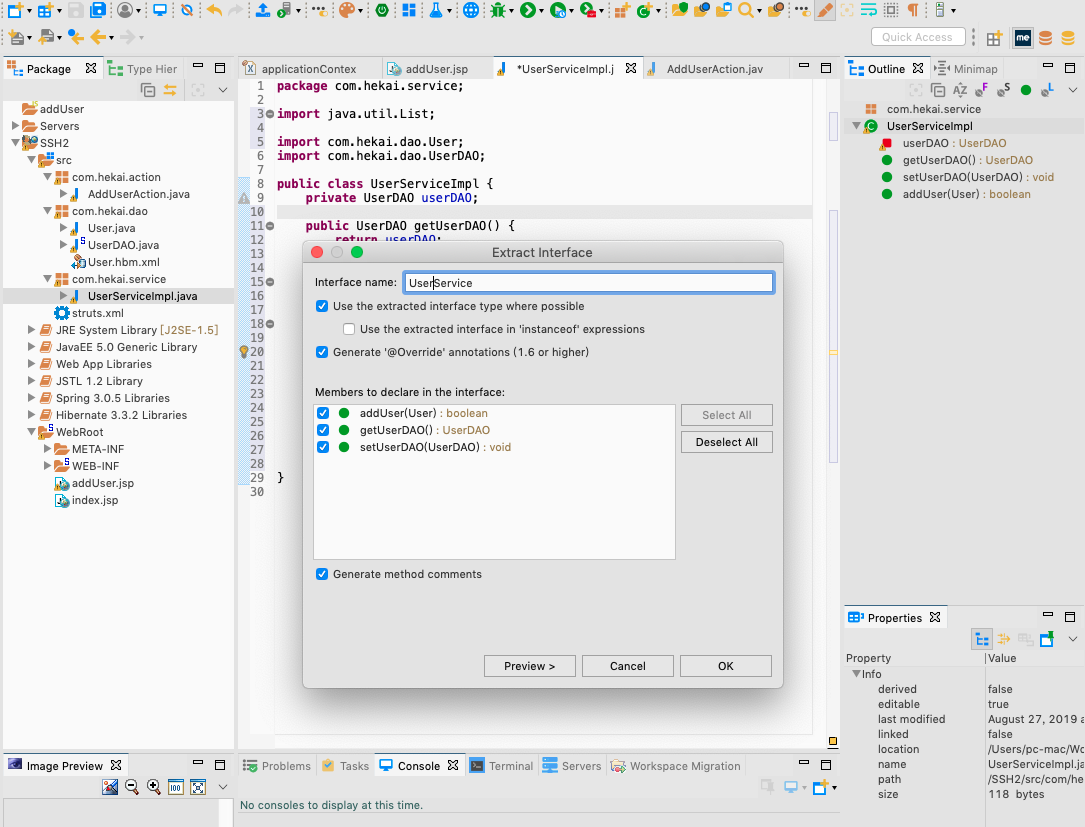 Quick Access
me
Package
Type Hier
addUser
Servers
SSH2
src
com.hekai.action
AddUserAction.java
com.hekai.dao
User.java
UserDAO.java
User.hbm.xml
com.hekai.service
UserServiceImpl.java
struts.xml
JRE System Library [J2SE-1.5]
JavaEE 5.0 Generic Library
Web App Libraries
JSTL 1.2 Library
Spring 3.0.5 Libraries
Hibernate 3.3.2 Libraries
WebRoot
META-INF
WEB-INF
addUser.jsp
index.jsp
Image Preview
applicationContex
addUser.jsp
*UserServiceImpl.j
AddUserAction.jav
1 package com.hekai.service;
2
3 import java.util.List;
4
5 import com.hekai.dao.User;
6 import com.hekai.dao.UserDAO;
7
8 public class UserServiceImpl {
9 private UserDAO userDAO;
10
11 public UserDAO getUserDAO() {
12 return userDAO;
13
14
15
16
17
18
19
20
21
22
23
24
25
26
27
28
29 }
30
Extract Interface
Interface name: UserService
Use the extracted interface type where possible
Use the extracted interface in 'instanceof' expressions
Generate '@Override' annotations (1.6 or higher)
Members to declare in the interface:
addUser(User) : boolean
getUserDAO() : UserDAO
setUserDAO(UserDAO) : void
Select All
Deselect All
Generate method comments
Preview >
Cancel
OK
Problems
Tasks
Console
Terminal
Servers
Workspace Migration
No consoles to display at this time.
Outline
Minimap
com.hekai.service
UserServiceImpl
userDAO : UserDAO
getUserDAO() : UserDAO
setUserDAO(UserDAO) : void
addUser(User) : boolean
Properties
Property Value
Info
derived false
editable true
last modified August 27, 2019 a
linked false
location /Users/pc-mac/Wo
name UserServiceImpl.ja
path /SSH2/src/com/he
size 118 bytes